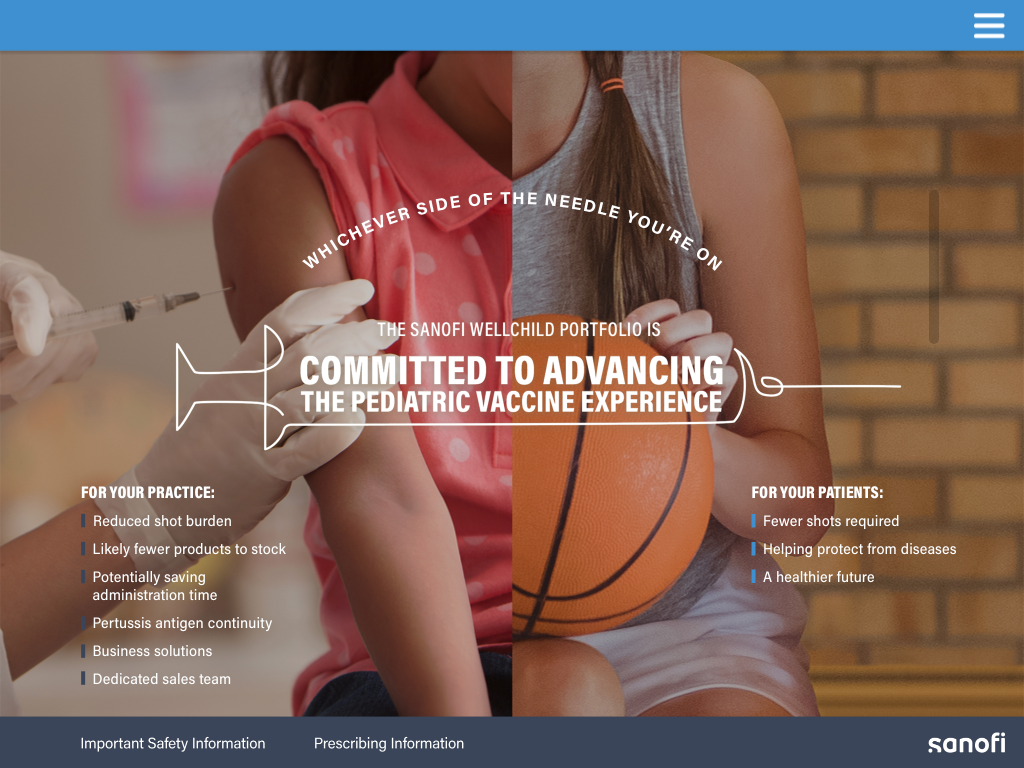 WHICHEVER SIDE OF THE NEEDLE YOU'RE ON
THE SANOFI WELLCHILD PORTFOLIO IS
COMMITTED TO ADVANCING
THE PEDIATRIC VACCINE EXPERIENCE
FOR YOUR PRACTICE:
Reduced shot burden
Likely fewer products to stock
Potentially saving
administration time
Pertussis antigen continuity
Business solutions
Dedicated sales team
FOR YOUR PATIENTS:
Fewer shots required
Helping protect from diseases
A healthier future
Important Safety Information
Prescribing Information
sanofi